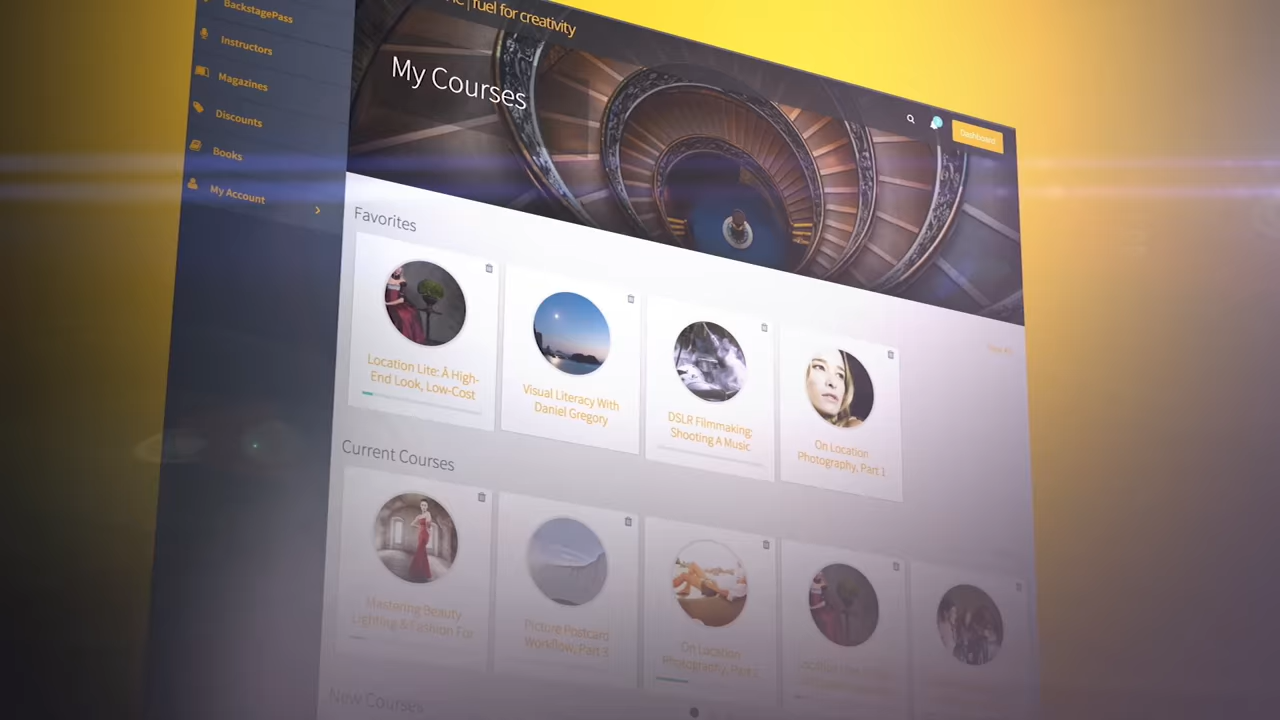 BackstagePass
Instructors
Magazines
Discounts
Books
My Account
fuel for creativity
My Courses
Dashboard
Favorites
View All
Location Lite: A High-
End Look, Low-Cost
Visual Literacy With
Daniel Gregory
DSLR Filmmaking:
Shooting A Music
On Location
Photography, Part 1
Current Courses
Mastering Beauty
Lighting & Fashion For
Picture Postcard
Workflow, Part 3
On Location
Photography, Part
New Courses